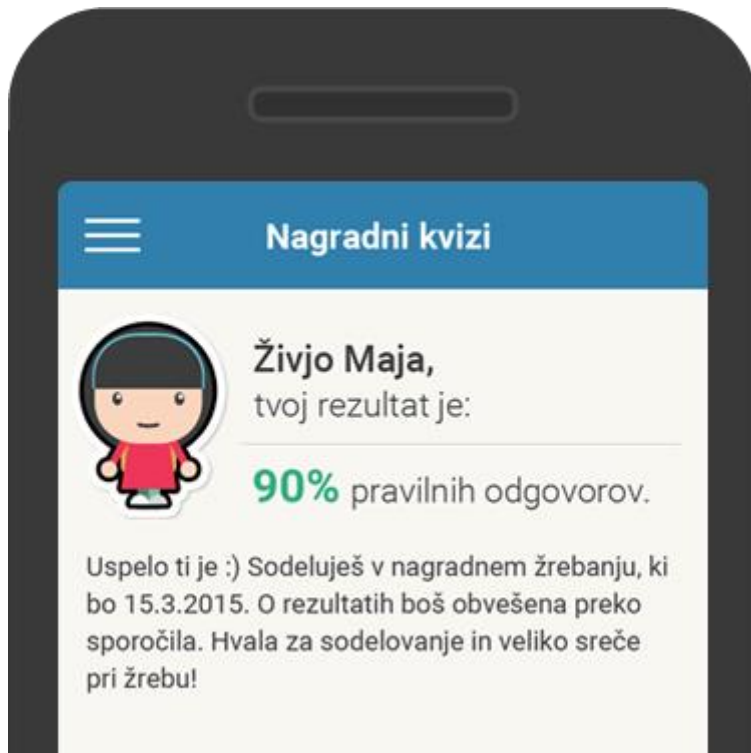 Nagradni kvizi
Živjo Maja,
tvoj rezultat je:
90% pravilnih odgovorov.
Uspelo ti je :) Sodeluješ v nagradnem žrebanju, ki
bo 15.3.2015. O rezultatih boš obvešena preko
sporočila. Hvala za sodelovanje in veliko sreče
pri žrebu!